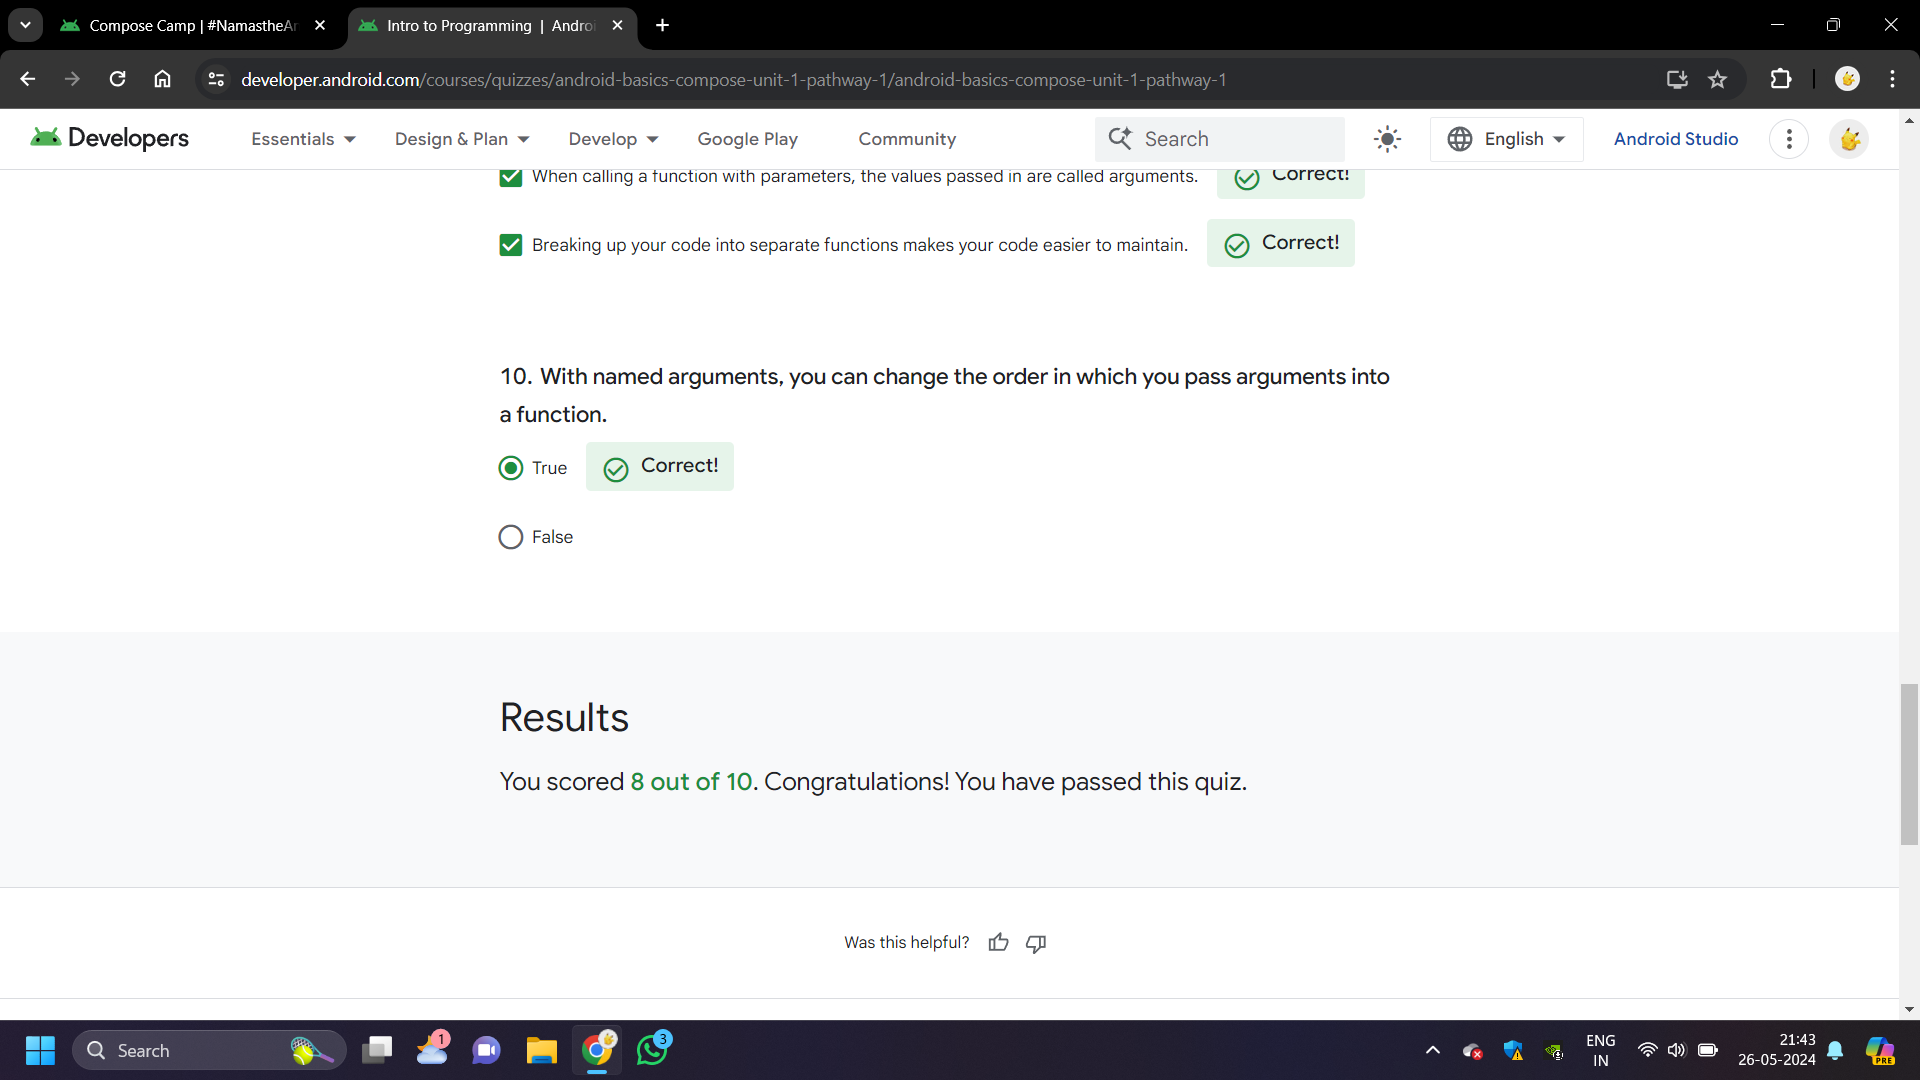 Compose Camp | #NamastheAn
Intro to Programming | Androi
developer.android.com/courses/quizzes/android-basics-compose-unit-1-pathway-1/android-basics-compose-unit-1-pathway-1
Developers
Essentials
Design & Plan
Develop
Google Play
Community
Search
English
Android Studio
When calling a function with parameters, the values passed in are called arguments.
Correct!
Breaking up your code into separate functions makes your code easier to maintain.
Correct!
10. With named arguments, you can change the order in which you pass arguments into
a function.
True
Correct!
False
Results
You scored 8 out of 10. Congratulations! You have passed this quiz.
Was this helpful?
Search
1
3
ENG
IN
21:43
26-05-2024
PRE